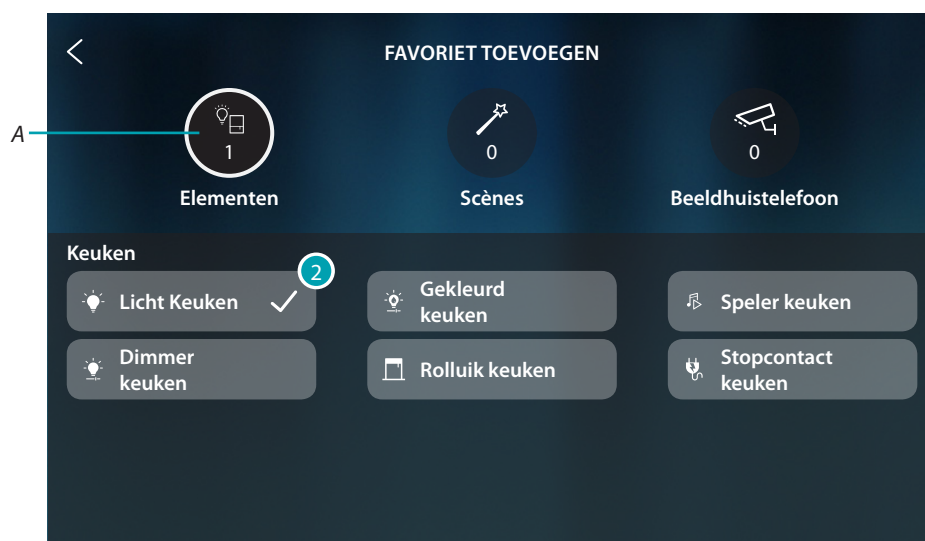 FAVORIET TOEVOEGEN
A
1
0
0
Elementen
Scènes
Beeldhuistelefoon
Keuken
2
Licht Keuken
Gekleurd
keuken
Speler keuken
Dimmer
keuken
Rolluik keuken
Stopcontact
keuken